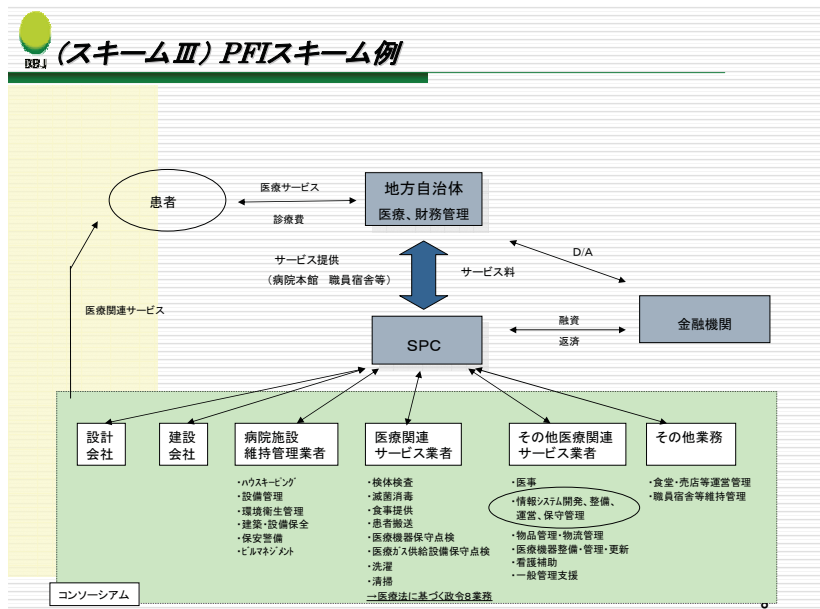 DBJ
(スキームⅢ)PFIスキーム例
患者
医療サービス
診療費
地方自治体
医療、財務管理
サービス提供
(病院本館 職員宿舎等)
サービス料
D/A
医療関連サービス
SPC
融資
返済
金融機関
設計
会社
建設
会社
病院施設
維持管理業者
・ハウスキーピング
・設備管理
・環境衛生管理
・建築・設備保全
・保安警備
・ビルマネジメント
医療関連
サービス業者
・検体検査
・滅菌消毒
・食事提供
・患者搬送
・医療機器保守点検
・医療ガス供給設備保守点検
・洗濯
・清掃
→医療法に基づく政令8業務
その他医療関連
サービス業者
・医事
・情報システム開発、整備、
運営、保守管理
・物品管理・物流管理
・医療機器整備・管理・更新
・看護補助
・一般管理支援
その他業務
・食堂・売店等運営管理
・職員宿舎等維持管理
コンソーシアム